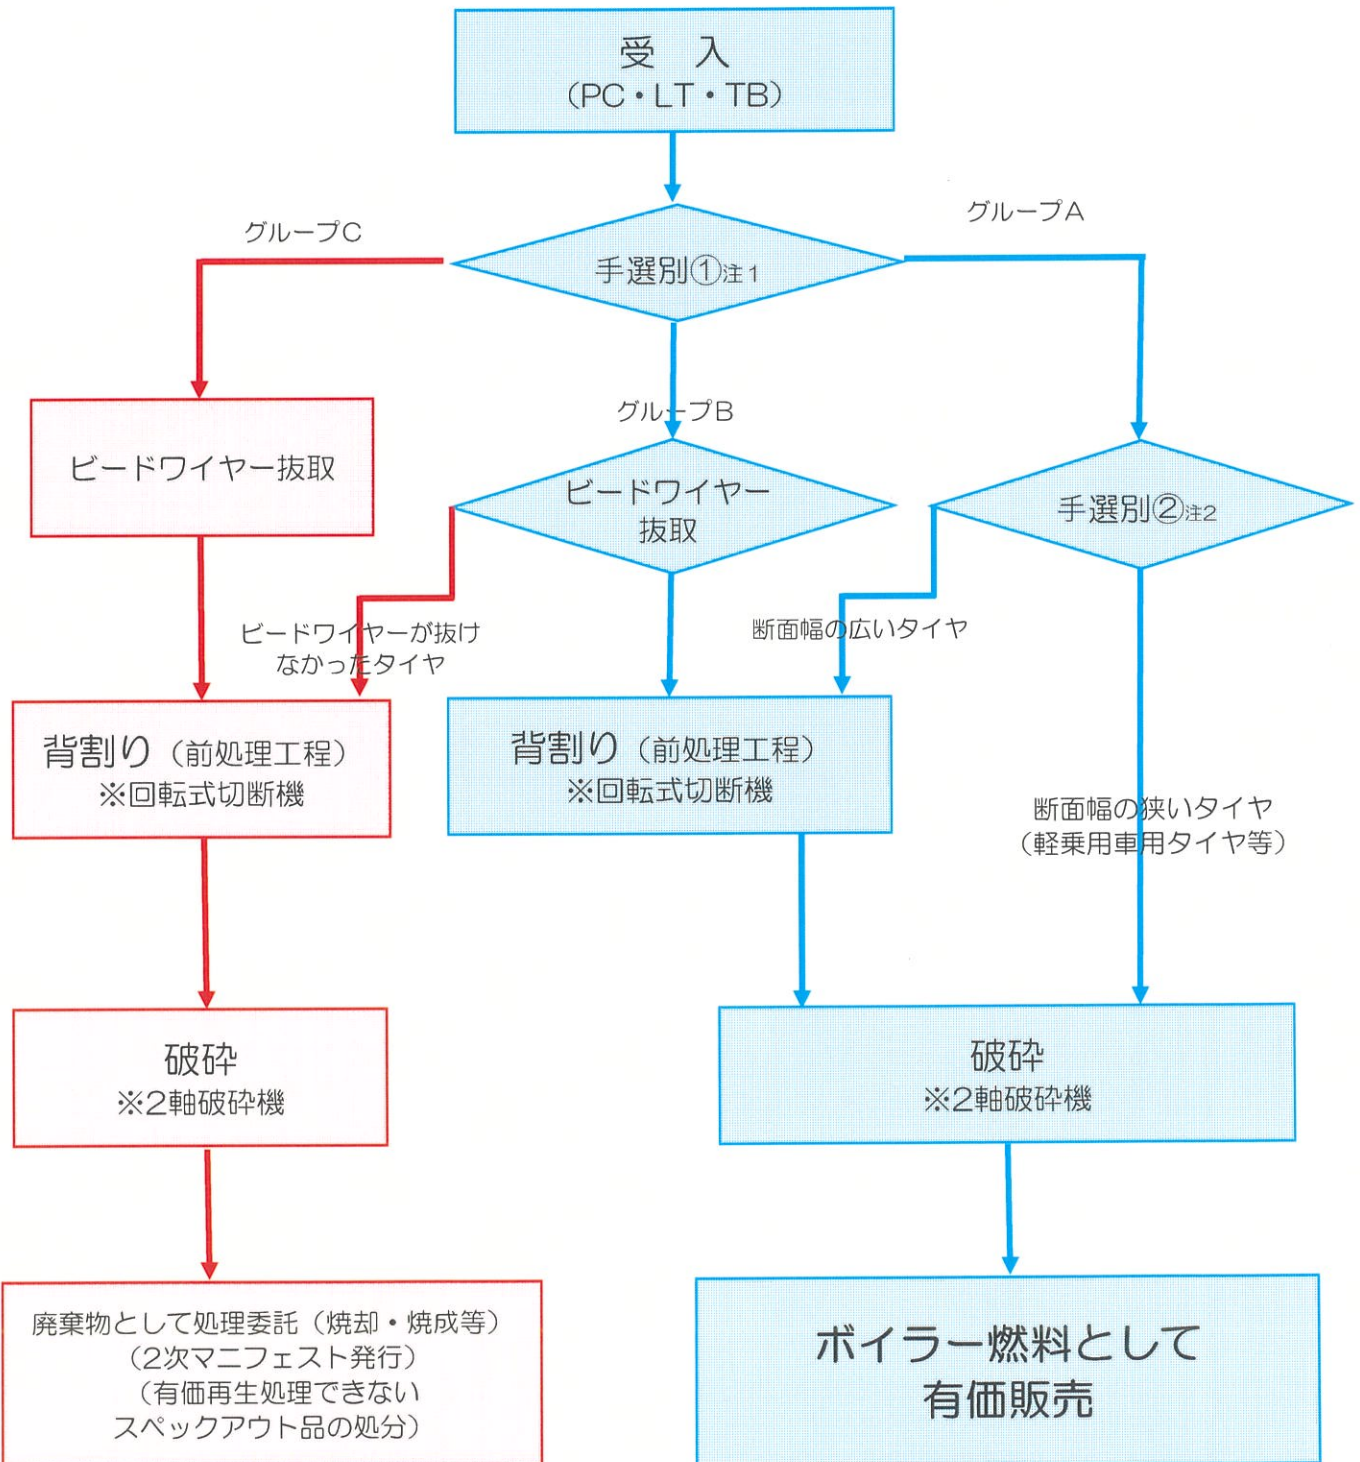 受　入
（PC・LT・TB）
グループC
グループA
手選別①注1
グループB
ビードワイヤー抜取
ビードワイヤー
抜取
手選別②注2
ビードワイヤーが抜け
なかったタイヤ
断面幅の広いタイヤ
背割り（前処理工程）
※回転式切断機
背割り（前処理工程）
※回転式切断機
断面幅の狭いタイヤ
（軽乗用車用タイヤ等）
破砕
※2軸破砕機
破砕
※2軸破砕機
廃棄物として処理委託（焼却・焼成等）
（2次マニフェスト発行）
（有価再生処理できない
スペックアウト品の処分）
ボイラー燃料として
有価販売